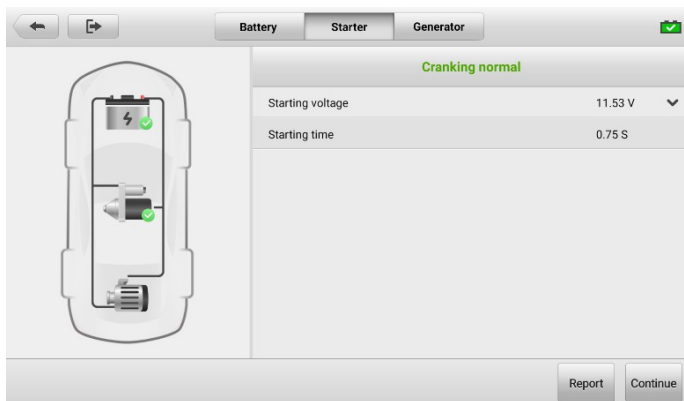 Battery Starter Generator
Cranking normal
Starting voltage 11.53 V
Starting time 0.75 S
Report Continue